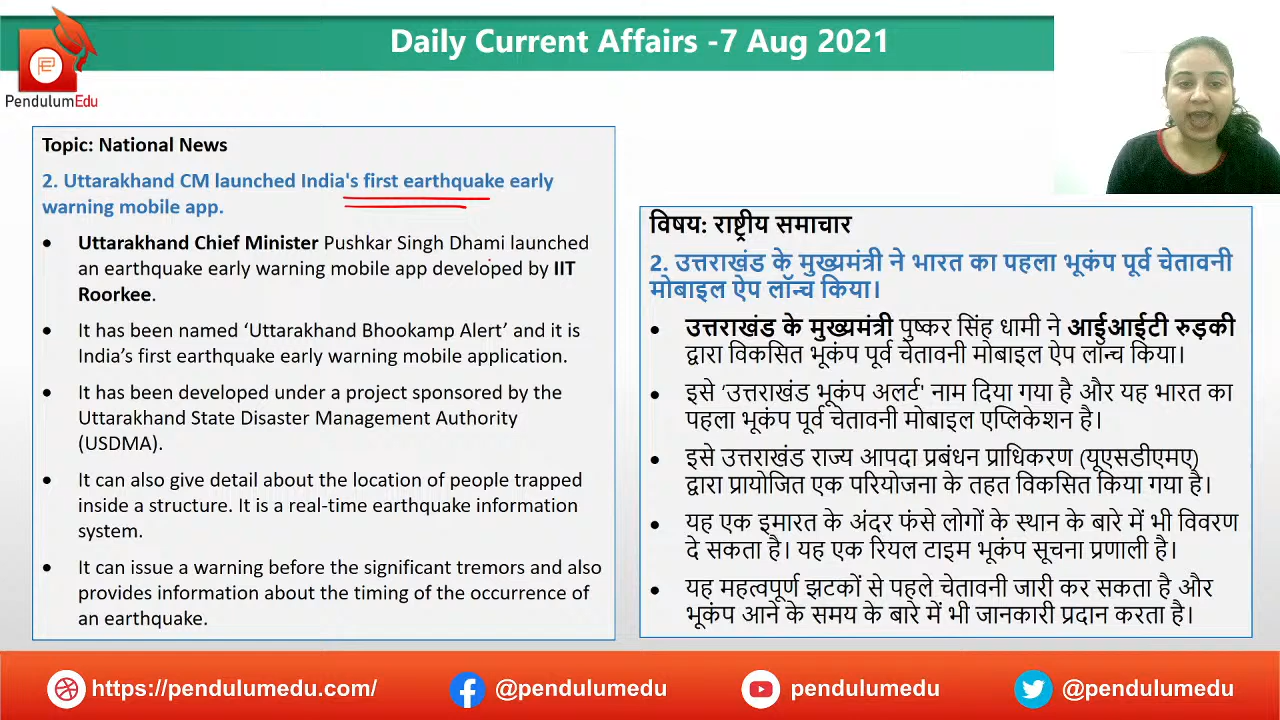 Daily Current Affairs -7 Aug 2021
PendulumEdu
Topic: National News
2. Uttarakhand CM launched India's first earthquake early
warning mobile app.
• Uttarakhand Chief Minister Pushkar Singh Dhami launched
an earthquake early warning mobile app developed by IIT
Roorkee.
• It has been named ‘Uttarakhand Bhookamp Alert’ and it is
India’s first earthquake early warning mobile application.
• It has been developed under a project sponsored by the
Uttarakhand State Disaster Management Authority
(USDMA).
• It can also give detail about the location of people trapped
inside a structure. It is a real-time earthquake information
system.
• It can issue a warning before the significant tremors and also
provides information about the timing of the occurrence of
an earthquake.
विषय: राष्ट्रीय समाचार
2. उत्तराखंड के मुख्यमंत्री ने भारत का पहला भूकंप पूर्व चेतावनी
मोबाइल ऐप लॉन्च किया।
• उत्तराखंड के मुख्यमंत्री पुष्कर सिंह धामी ने आईआईटी रुड़की
द्वारा विकसित भूकंप पूर्व चेतावनी मोबाइल ऐप लॉन्च किया।
• इसे ‘उत्तराखंड भूकंप अलर्ट' नाम दिया गया है और यह भारत का
पहला भूकंप पूर्व चेतावनी मोबाइल एप्लिकेशन है।
• इसे उत्तराखंड राज्य आपदा प्रबंधन प्राधिकरण (यूएसडीएमए)
द्वारा प्रायोजित एक परियोजना के तहत विकसित किया गया है।
• यह एक इमारत के अंदर फंसे लोगों के स्थान के बारे में भी विवरण
दे सकता है। यह एक रियल टाइम भूकंप सूचना प्रणाली है।
• यह महत्वपूर्ण झटकों से पहले चेतावनी जारी कर सकता है और
भूकंप आने के समय के बारे में भी जानकारी प्रदान करता है।
https://pendulumedu.com/
@pendulumedu
pendulumedu
@pendulumedu